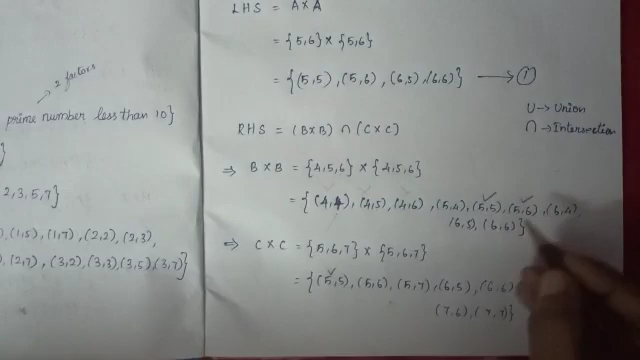 2 factors
prime number less than 10}
}
2,3,5,7}
), (1,5), (1,7), (2,2), (2,3),
), (2,7), (3,2), (3,3), (3,5), (3,7)}
LHS = A×A
= {5,6} × {5,6}
= {(5,5), (5,6), (6,5), (6,6)} → ①
U → Union
∩ → Intersection
RHS = (B×B) ∩ (C×C)
⇒ B×B = {4,5,6} × {4,5,6}
= {(4,4), (4,5), (4,6), (5,4), (5,5), (5,6), (6,4),
(6,5), (6,6)}
⇒ C×C = {5,6,7} × {5,6,7}
= {(5,5), (5,6), (5,7), (6,5), (6,6)
(7,6), (7,7)}